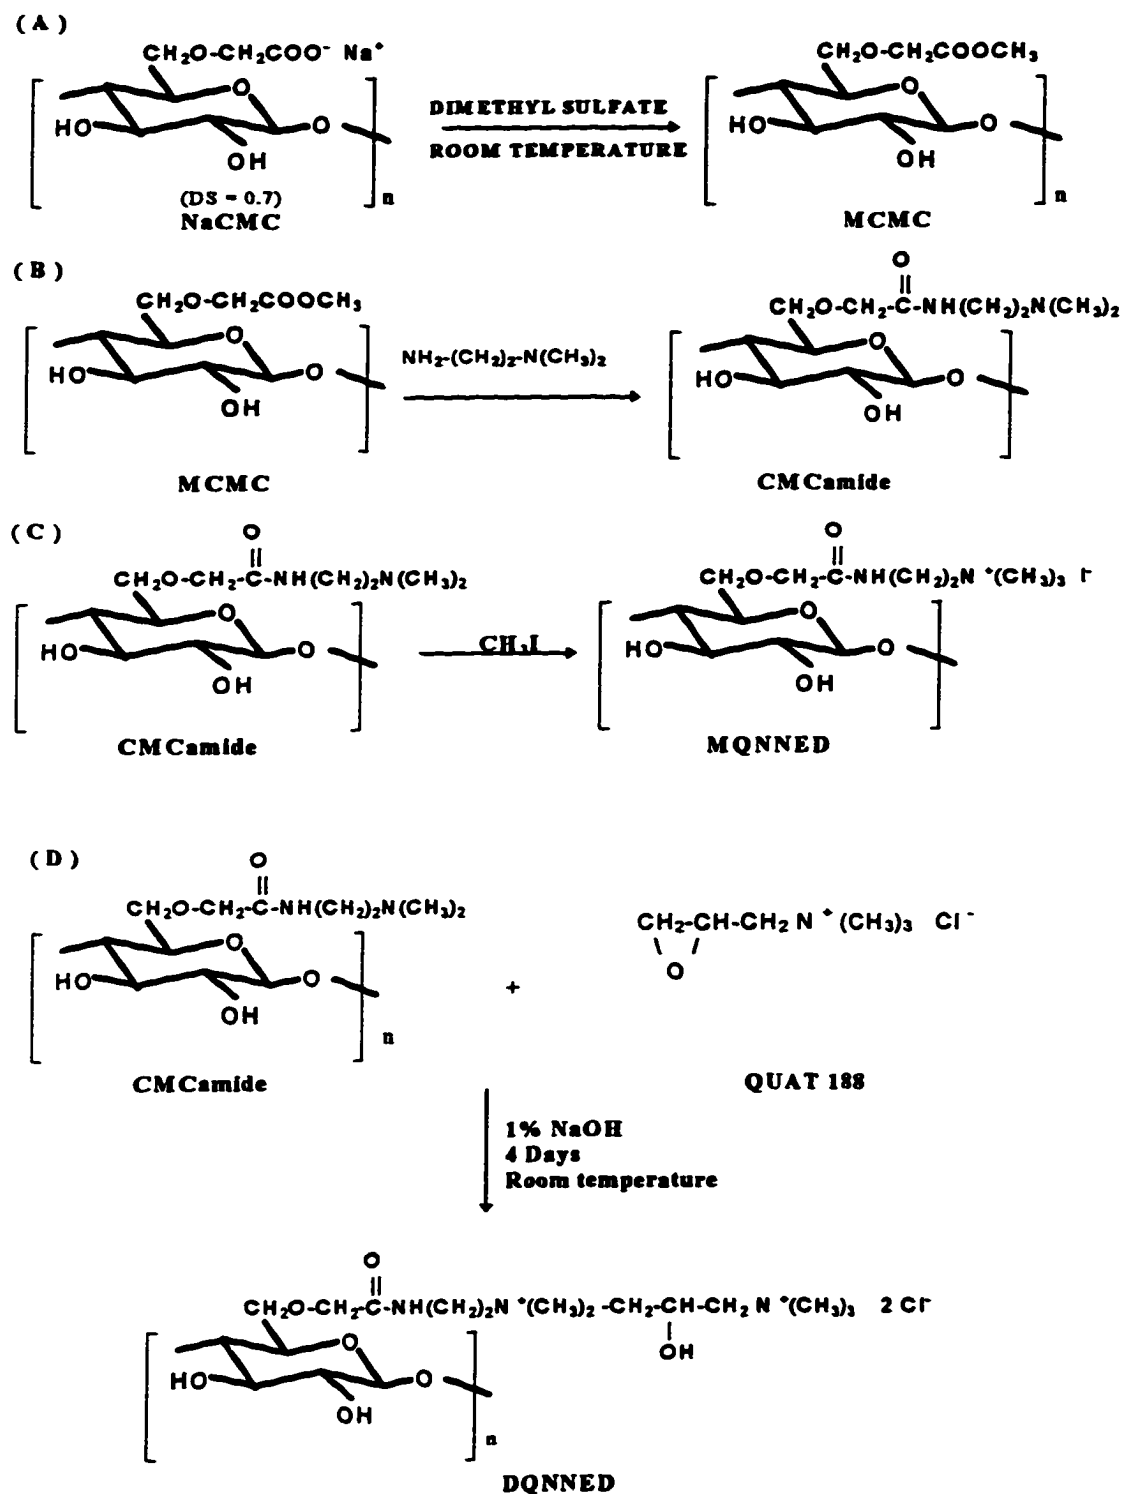 (A)
CH₂O-CH₂COO⁻ Na⁺
CH₂O-CH₂COOCH₃
O
O
HO
O
DIMETHYL SULFATE
ROOM TEMPERATURE
HO
O
OH
OH
(DS = 0.7)
n
n
NaCMC
MCMC
(B)
O
CH₂O-CH₂COOCH₃
CH₂O-CH₂-C-NH(CH₂)₂N(CH₃)₂
O
O
NH₂-(CH₂)₂-N(CH₃)₂
HO
O
HO
O
OH
OH
MCMC
CMCamide
(C)
O
O
CH₂O-CH₂-C-NH(CH₂)₂N(CH₃)₂
CH₂O-CH₂-C-NH(CH₂)₂N⁺(CH₃)₃ I⁻
O
O
HO
O
CH₃I
HO
O
OH
OH
CMCamide
MQNNED
(D)
O
CH₂O-CH₂-C-NH(CH₂)₂N(CH₃)₂
CH₂-CH-CH₂ N⁺(CH₃)₃ Cl⁻
O
O
HO
O
+
OH
n
CMCamide
QUAT 188
1% NaOH
4 Days
Room temperature
O
CH₂O-CH₂-C-NH(CH₂)₂N⁺(CH₃)₂-CH₂-CH-CH₂ N⁺(CH₃)₃ 2 Cl⁻
O
OH
HO
O
OH
n
DQNNED